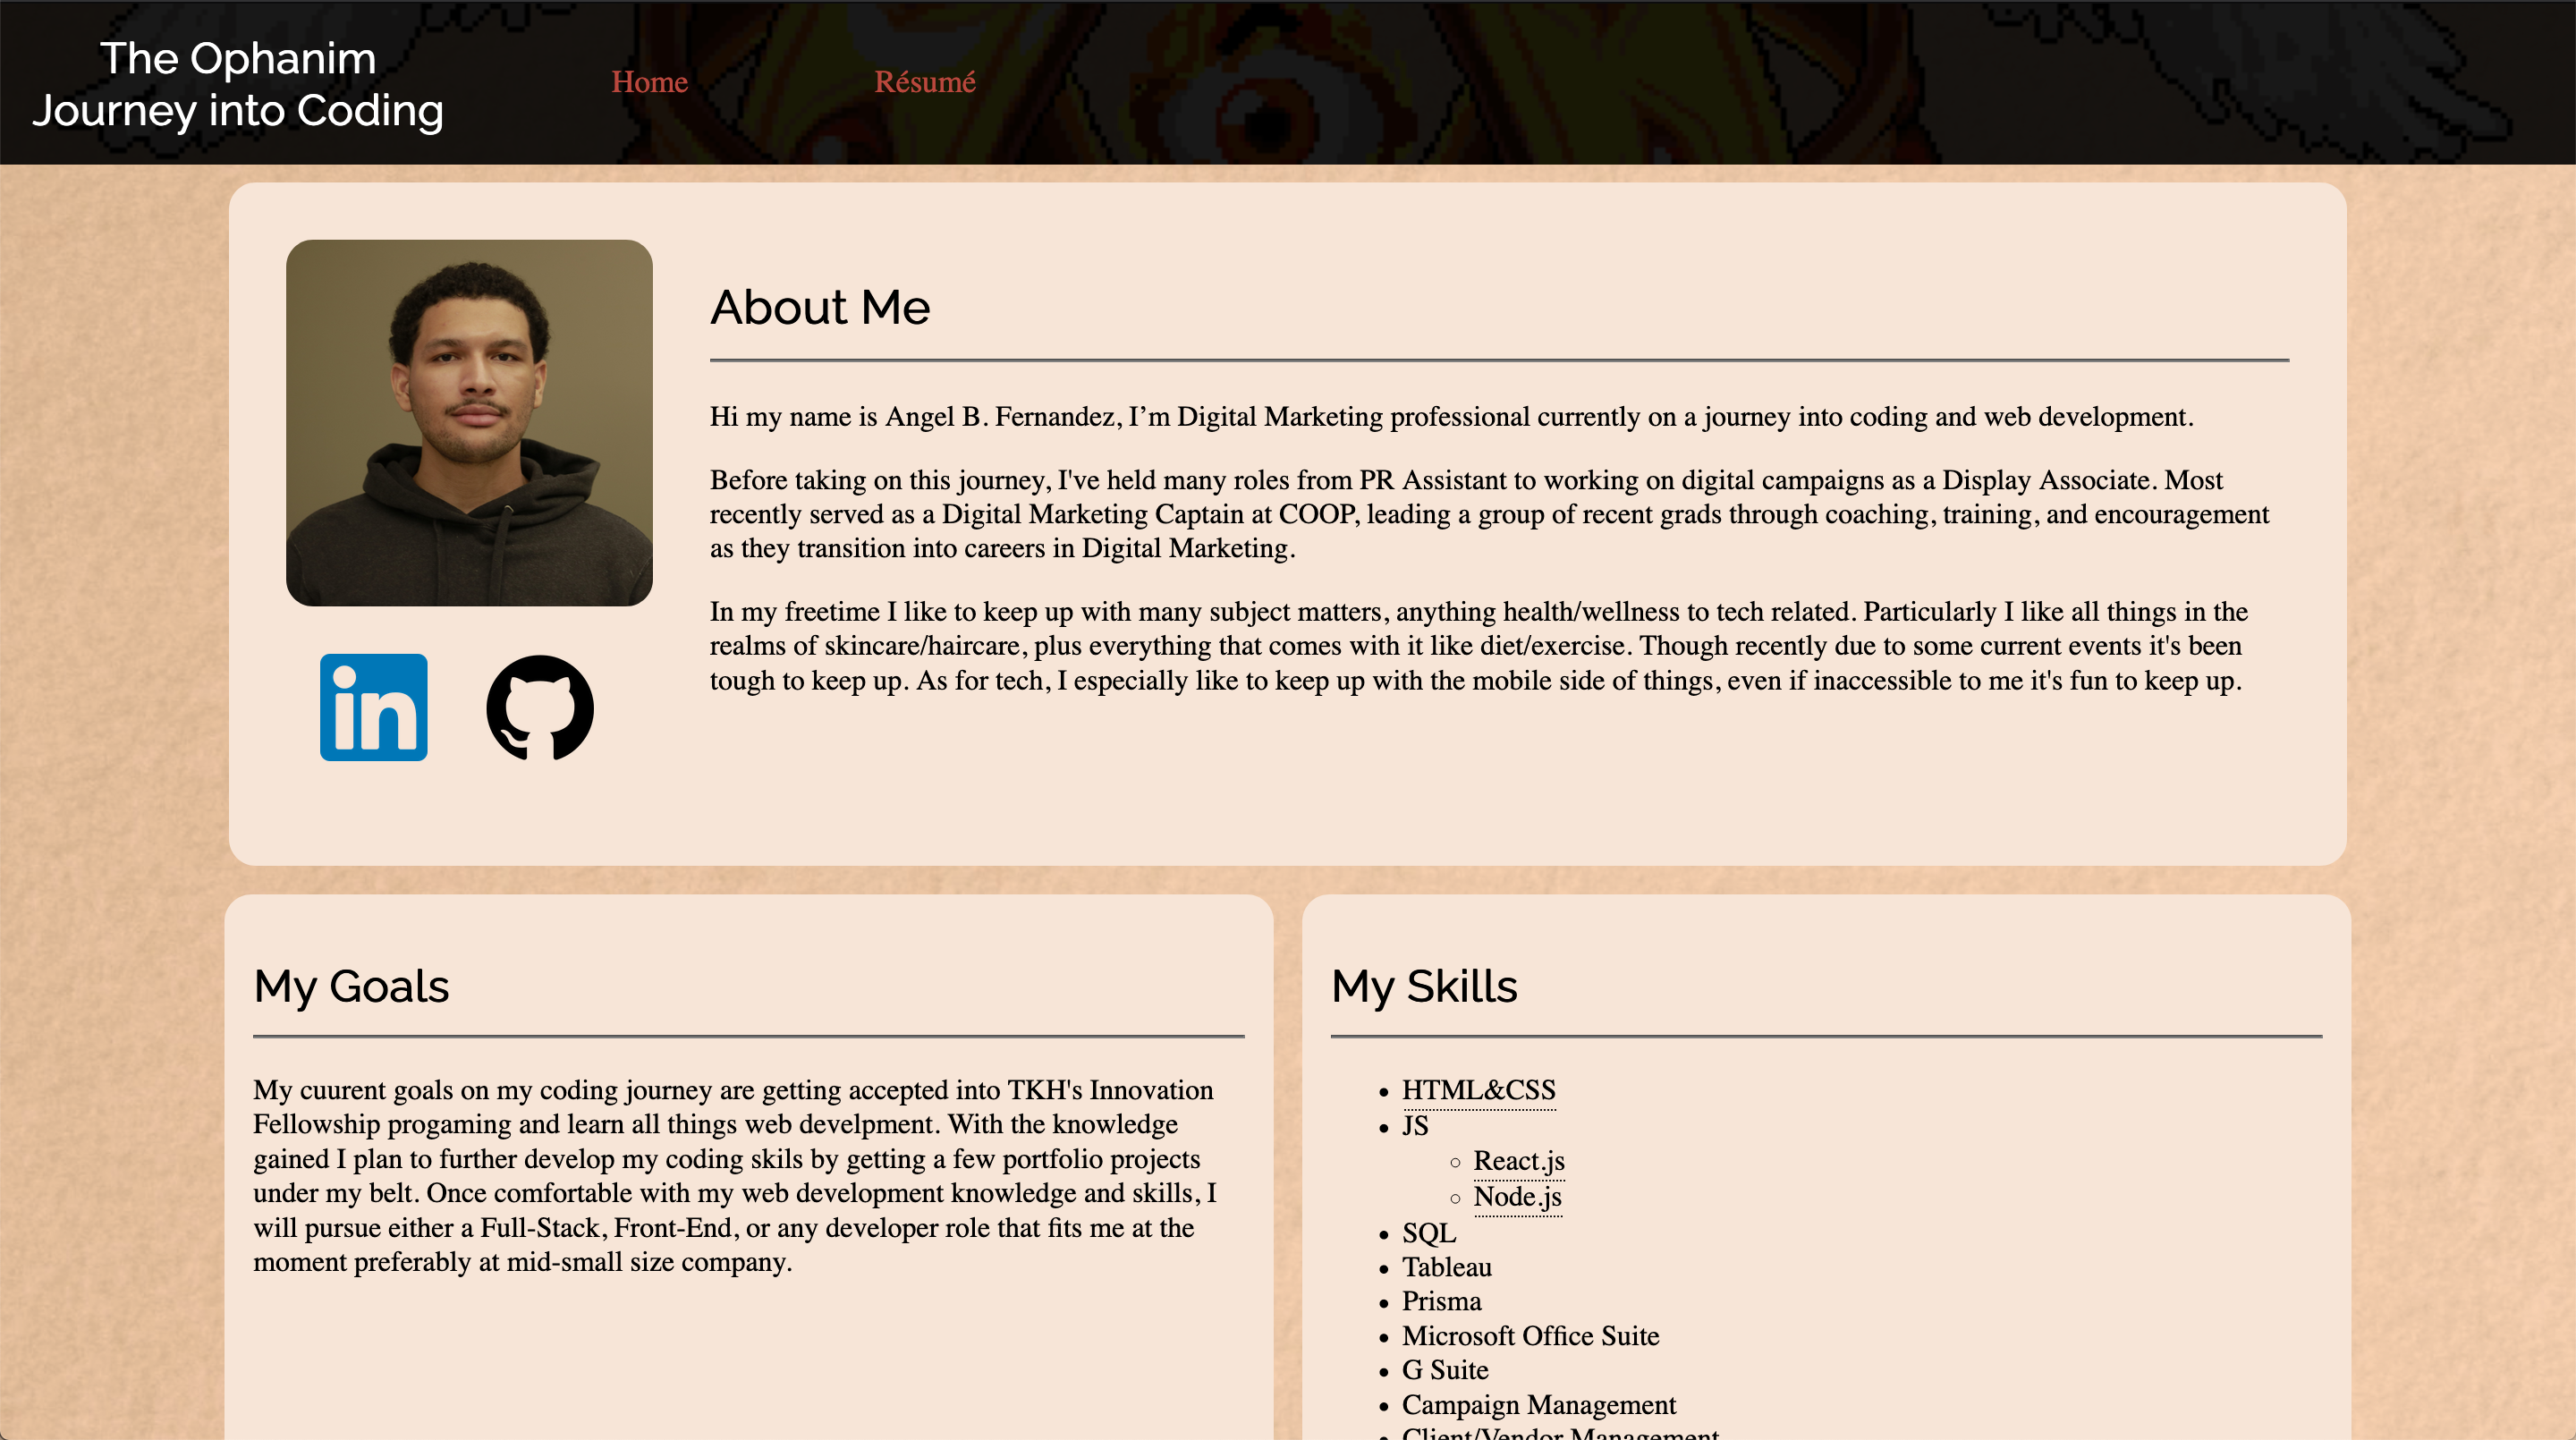 The Ophanim
Journey into Coding
Home
Résumé
About Me
Hi my name is Angel B. Fernandez, I’m Digital Marketing professional currently on a journey into coding and web development.
Before taking on this journey, I've held many roles from PR Assistant to working on digital campaigns as a Display Associate. Most
recently served as a Digital Marketing Captain at COOP, leading a group of recent grads through coaching, training, and encouragement
as they transition into careers in Digital Marketing.
In my freetime I like to keep up with many subject matters, anything health/wellness to tech related. Particularly I like all things in the
realms of skincare/haircare, plus everything that comes with it like diet/exercise. Though recently due to some current events it's been
tough to keep up. As for tech, I especially like to keep up with the mobile side of things, even if inaccessible to me it's fun to keep up.
in
My Goals
My cuurent goals on my coding journey are getting accepted into TKH's Innovation
Fellowship progaming and learn all things web develpment. With the knowledge
gained I plan to further develop my coding skils by getting a few portfolio projects
under my belt. Once comfortable with my web development knowledge and skills, I
will pursue either a Full-Stack, Front-End, or any developer role that fits me at the
moment preferably at mid-small size company.
My Skills
HTML&CSS
JS
React.js
Node.js
SQL
Tableau
Prisma
Microsoft Office Suite
G Suite
Campaign Management
Client/Vendor Management